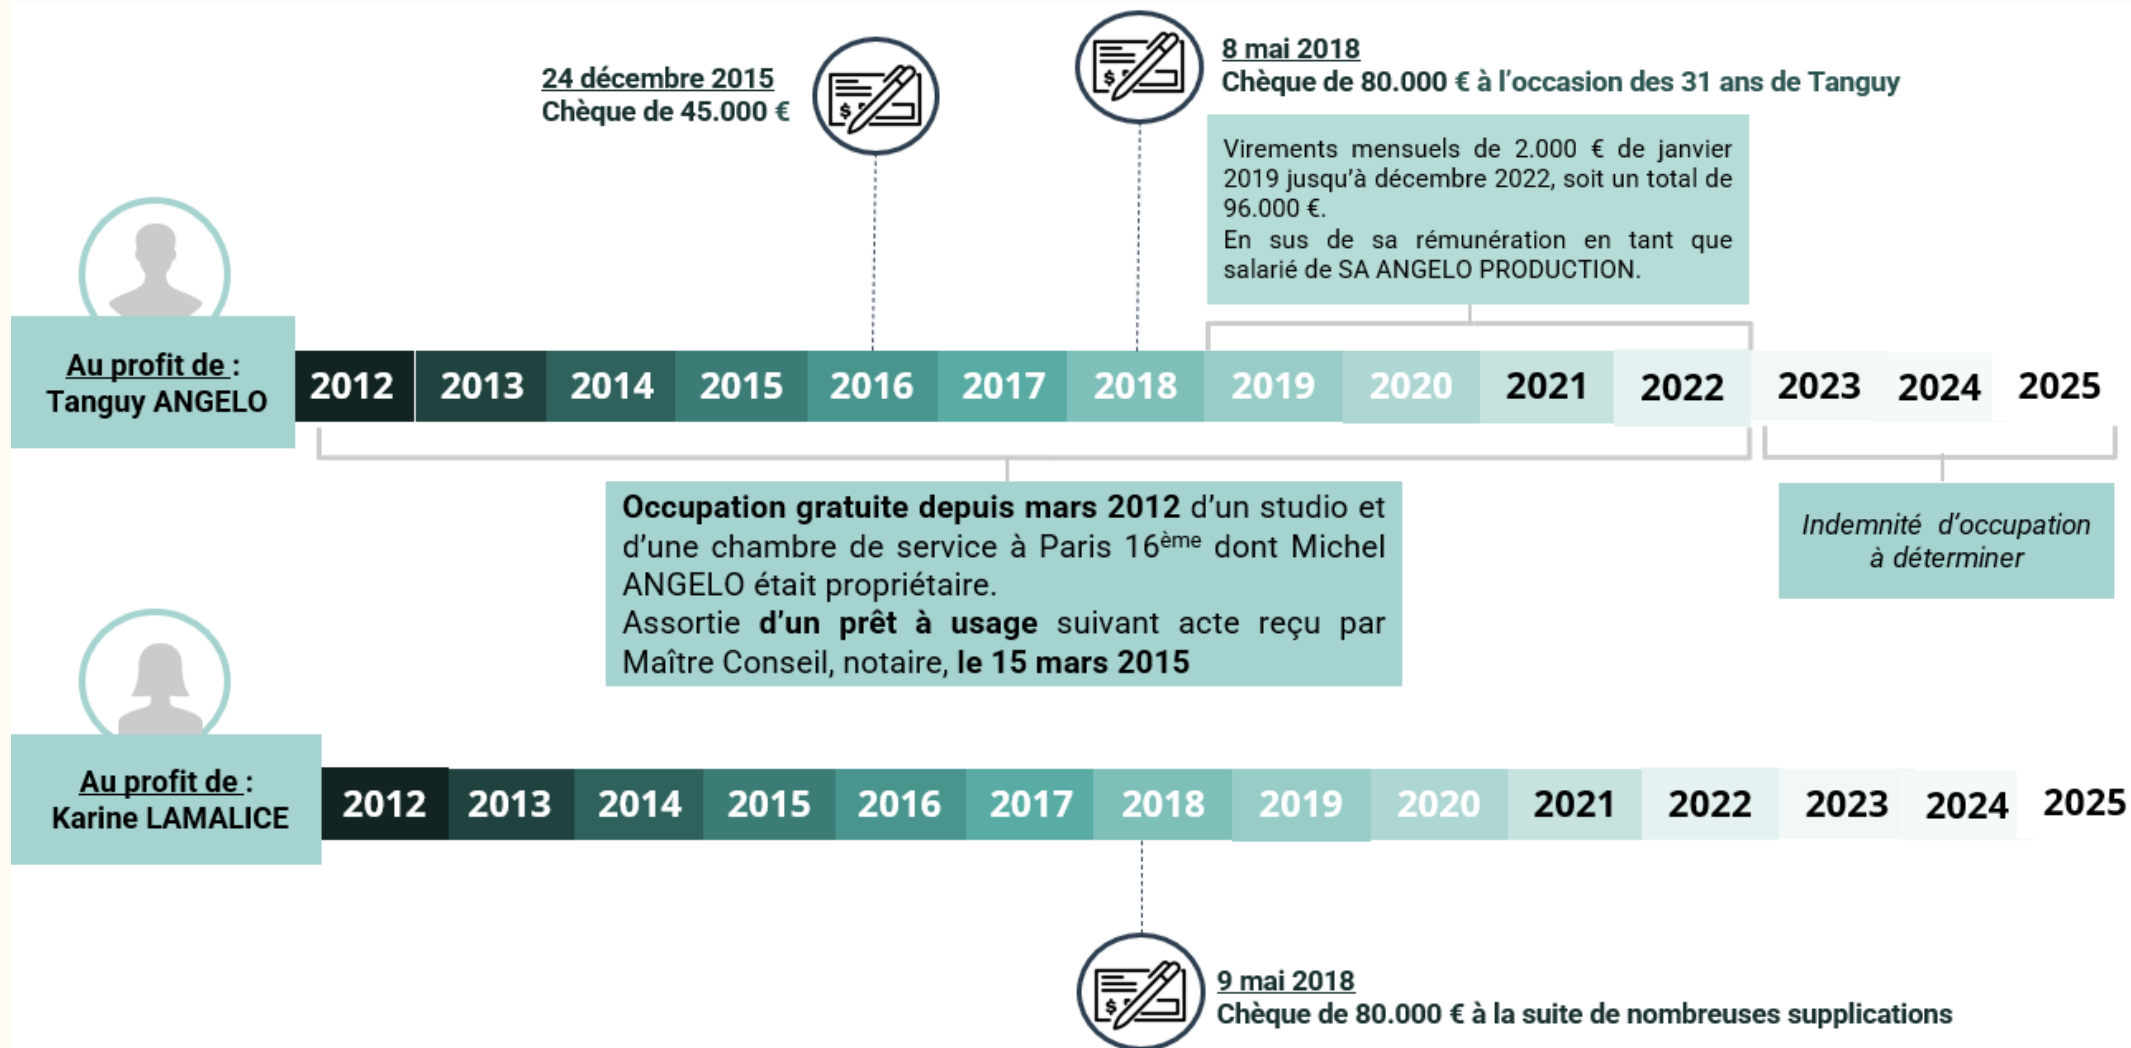 24 décembre 2015
Chèque de 45.000 €
8 mai 2018
Chèque de 80.000 € à l’occasion des 31 ans de Tanguy
Virements mensuels de 2.000 € de janvier
2019 jusqu’à décembre 2022, soit un total de
96.000 €.
En sus de sa rémunération en tant que
salarié de SA ANGELO PRODUCTION.
Au profit de :
Tanguy ANGELO
2012 2013 2014 2015 2016 2017 2018 2019 2020 2021 2022 2023 2024 2025
Occupation gratuite depuis mars 2012 d’un studio et
d’une chambre de service à Paris 16ème dont Michel
ANGELO était propriétaire.
Assortie d’un prêt à usage suivant acte reçu par
Maître Conseil, notaire, le 15 mars 2015
Indemnité d’occupation
à déterminer
Au profit de :
Karine LAMALICE
2012 2013 2014 2015 2016 2017 2018 2019 2020 2021 2022 2023 2024 2025
9 mai 2018
Chèque de 80.000 € à la suite de nombreuses supplications